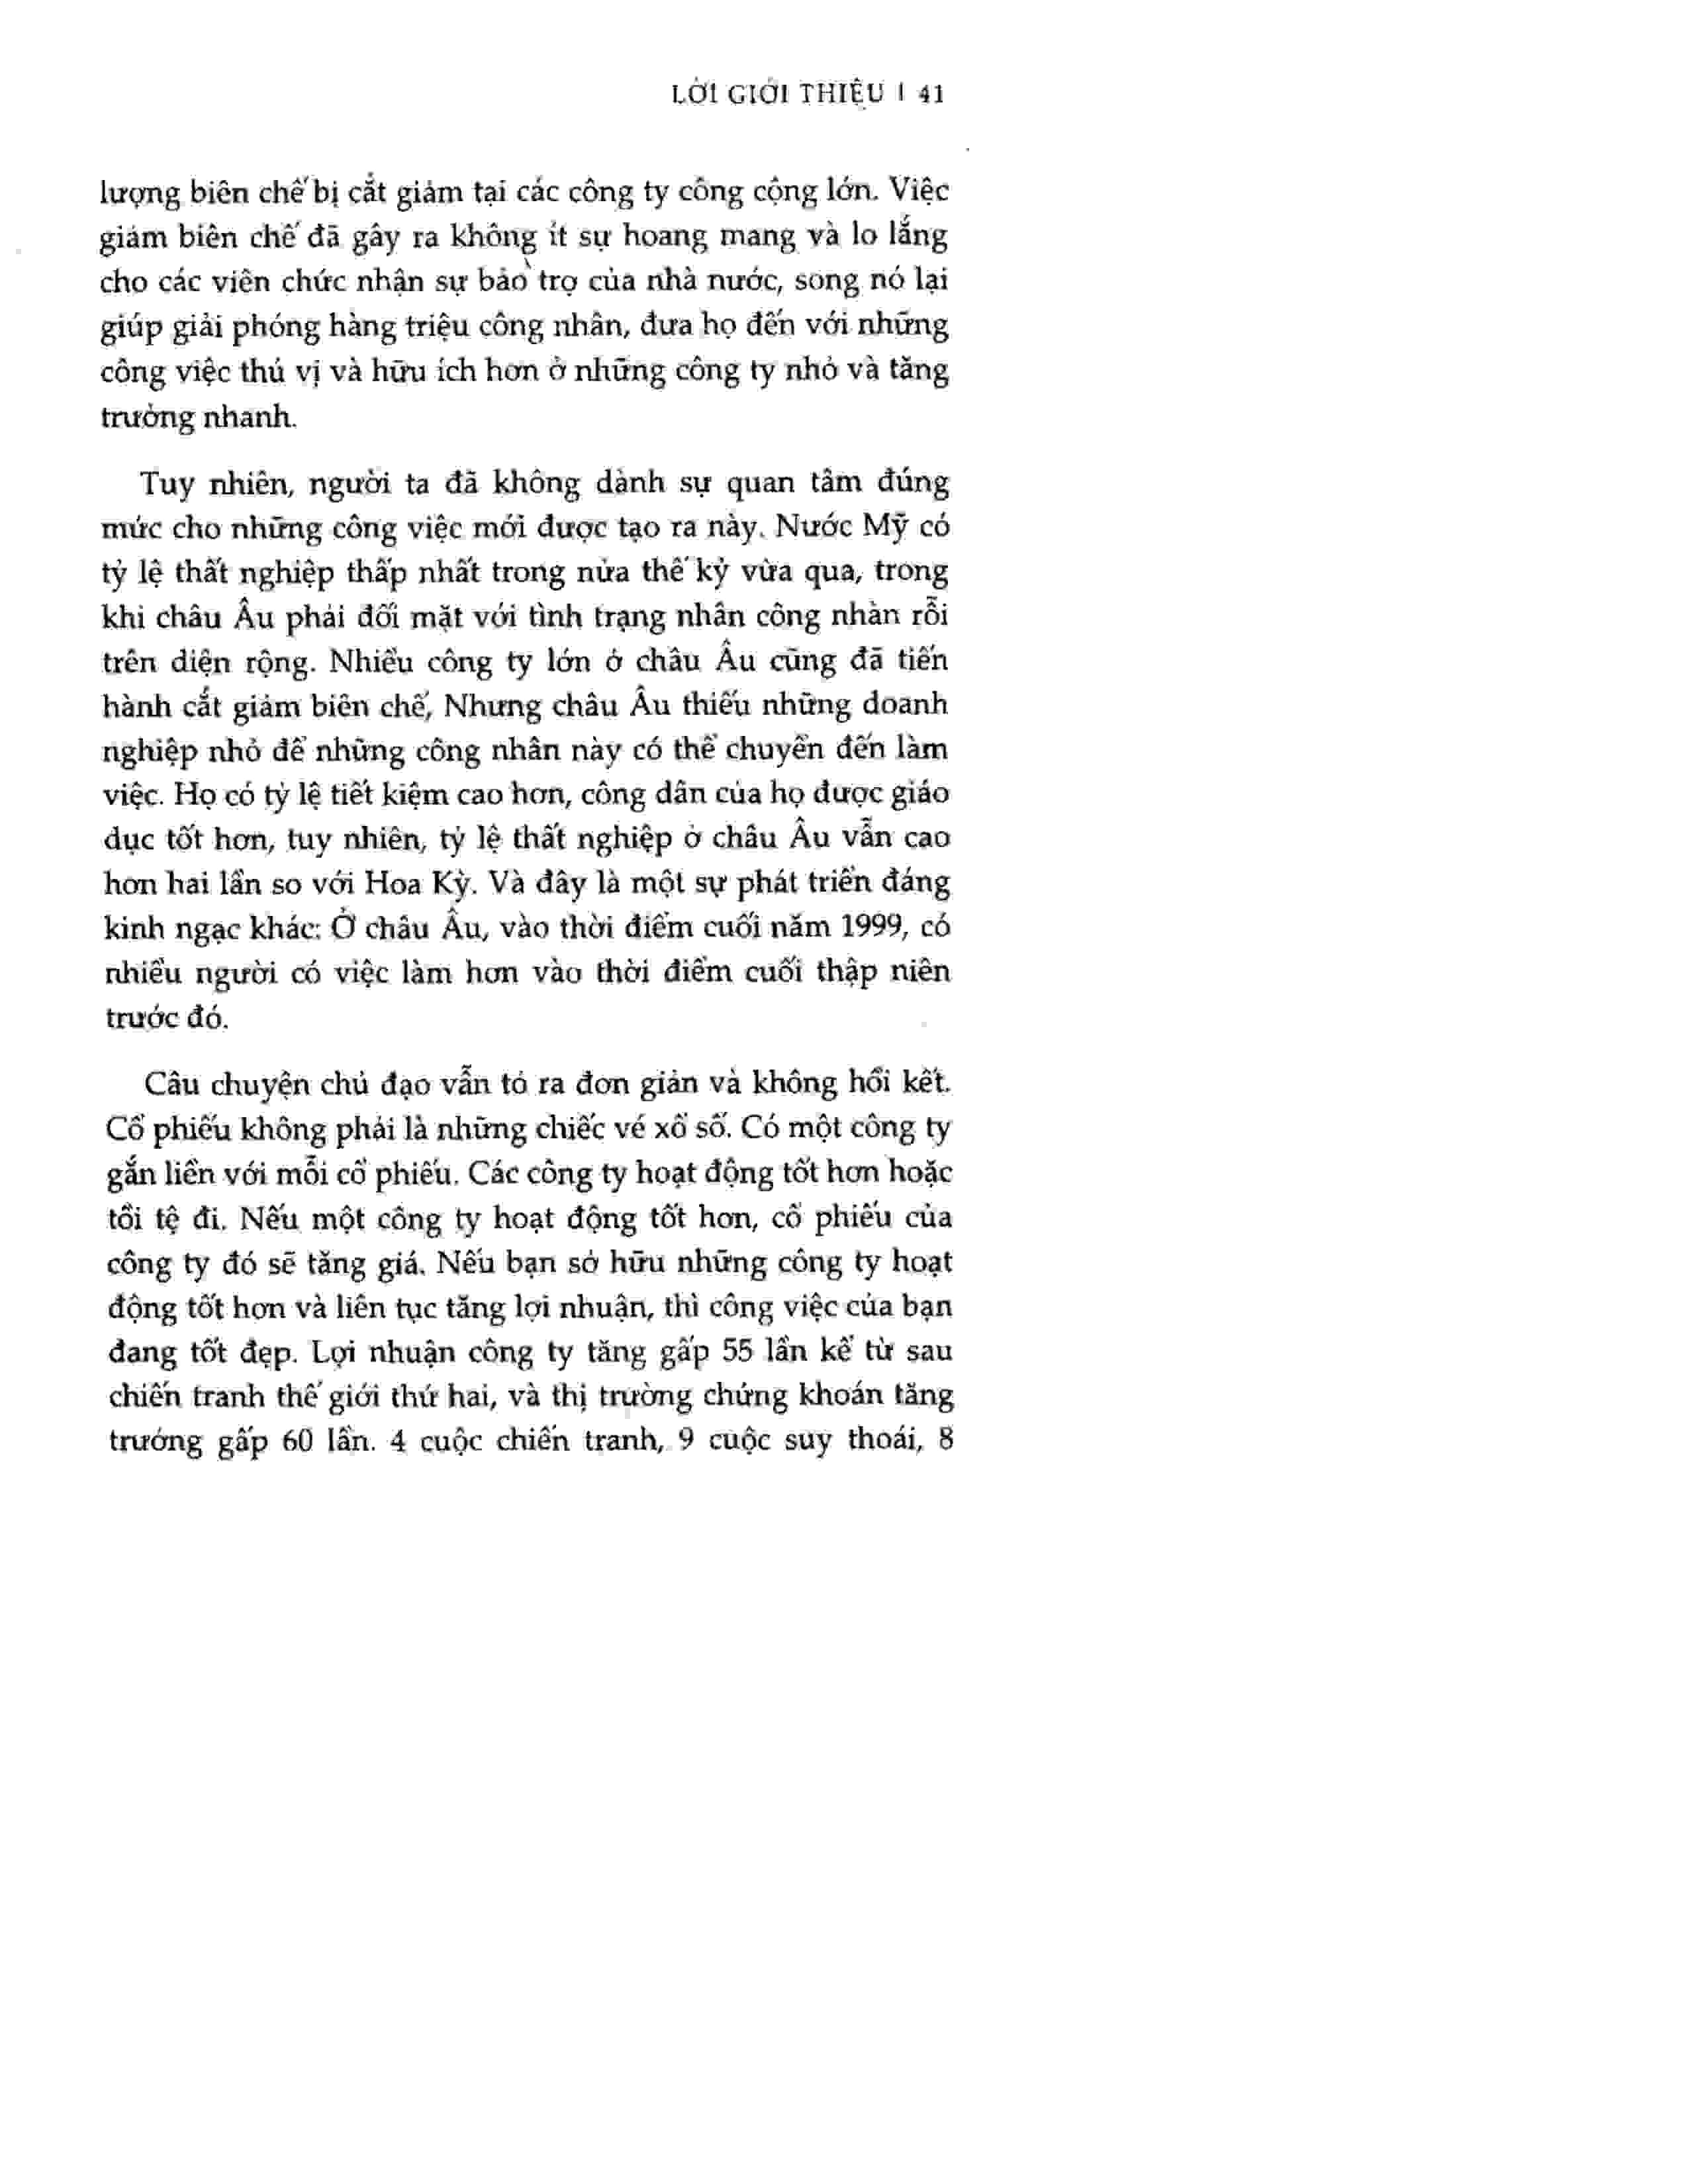 LỜI GIỚI THIỆU | 41
lượng biên chế bị cắt giảm tại các công ty công cộng lớn. Việc
giảm biên chế đã gây ra không ít sự hoang mang và lo lắng
cho các viên chức nhận sự bảo trợ của nhà nước, song nó lại
giúp giải phóng hàng triệu công nhân, đưa họ đến với những
công việc thú vị và hữu ích hơn ở những công ty nhỏ và tăng
trưởng nhanh.
Tuy nhiên, người ta đã không dành sự quan tâm đúng
mức cho những công việc mới được tạo ra này. Nước Mỹ có
tỷ lệ thất nghiệp thấp nhất trong nửa thế kỷ vừa qua, trong
khi châu Âu phải đối mặt với tình trạng nhân công nhàn rỗi
trên diện rộng. Nhiều công ty lớn ở châu Âu cũng đã tiến
hành cắt giảm biên chế, Nhưng châu Âu thiếu những doanh
nghiệp nhỏ để những công nhân này có thể chuyển đến làm
việc. Họ có tỷ lệ tiết kiệm cao hơn, công dân của họ được giáo
dục tốt hơn, tuy nhiên, tỷ lệ thất nghiệp ở châu Âu vẫn cao
hơn hai lần so với Hoa Kỳ. Và đây là một sự phát triển đáng
kinh ngạc khác: Ở châu Âu, vào thời điểm cuối năm 1999, có
nhiều người có việc làm hơn vào thời điểm cuối thập niên
trước đó.
Câu chuyện chủ đạo vẫn tỏ ra đơn giản và không hồi kết.
Cổ phiếu không phải là những chiếc vé xổ số. Có một công ty
gắn liền với mỗi cổ phiếu. Các công ty hoạt động tốt hơn hoặc
tồi tệ đi. Nếu một công ty hoạt động tốt hơn, cổ phiếu của
công ty đó sẽ tăng giá. Nếu bạn sở hữu những công ty hoạt
động tốt hơn và liên tục tăng lợi nhuận, thì công việc của bạn
đang tốt đẹp. Lợi nhuận công ty tăng gấp 55 lần kể từ sau
chiến tranh thế giới thứ hai, và thị trường chứng khoán tăng
trưởng gấp 60 lần. 4 cuộc chiến tranh, 9 cuộc suy thoái, 8